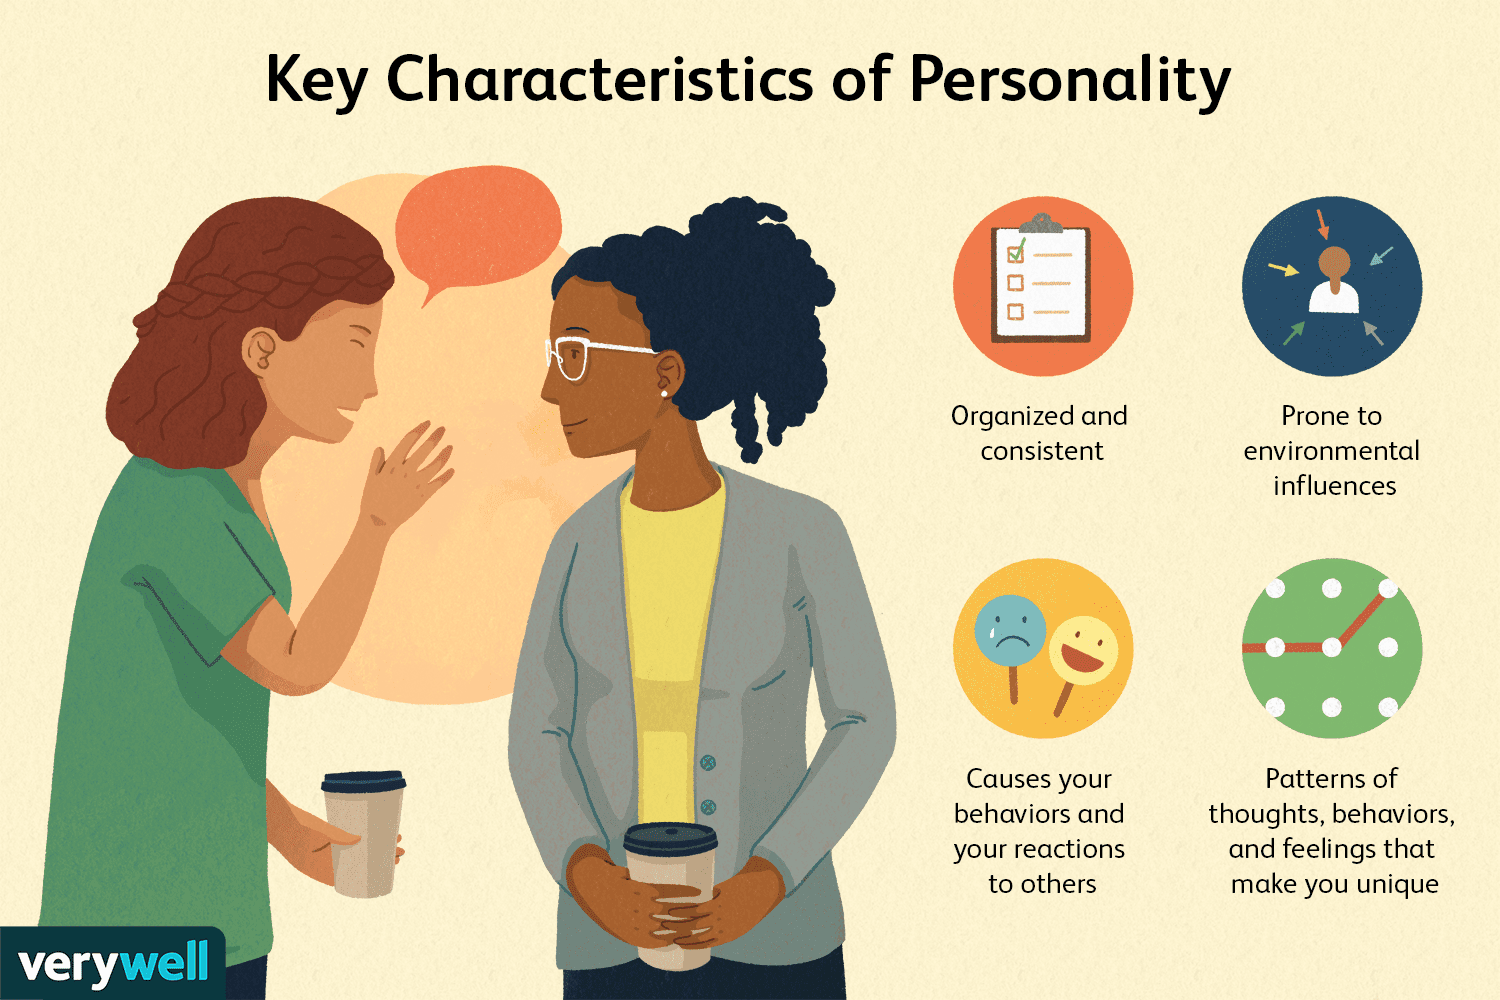 Key Characteristics of Personality
Organized and
consistent
Prone to
environmental
influences
Causes your
behaviors and
your reactions
to others
Patterns of
thoughts, behaviors,
and feelings that
make you unique
verywell